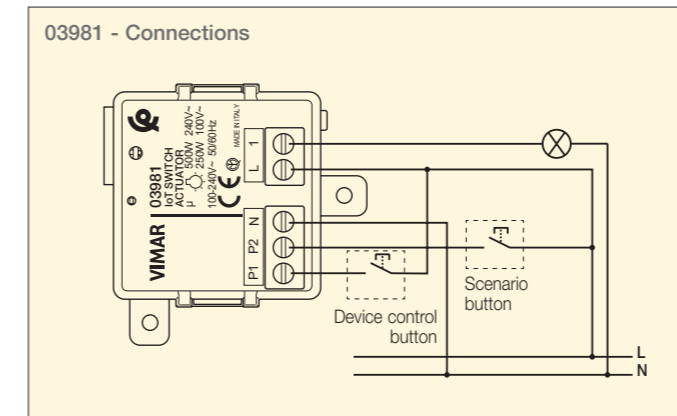 03981 - Connections
VIMAR
03981
IoT SWITCH
ACTUATOR
µ 500W 240V~
250W 100V~
100-240V~ 50/60Hz
CE
MADE IN ITALY
1
L
N
P2
P1
Device control
button
Scenario
button
L
N